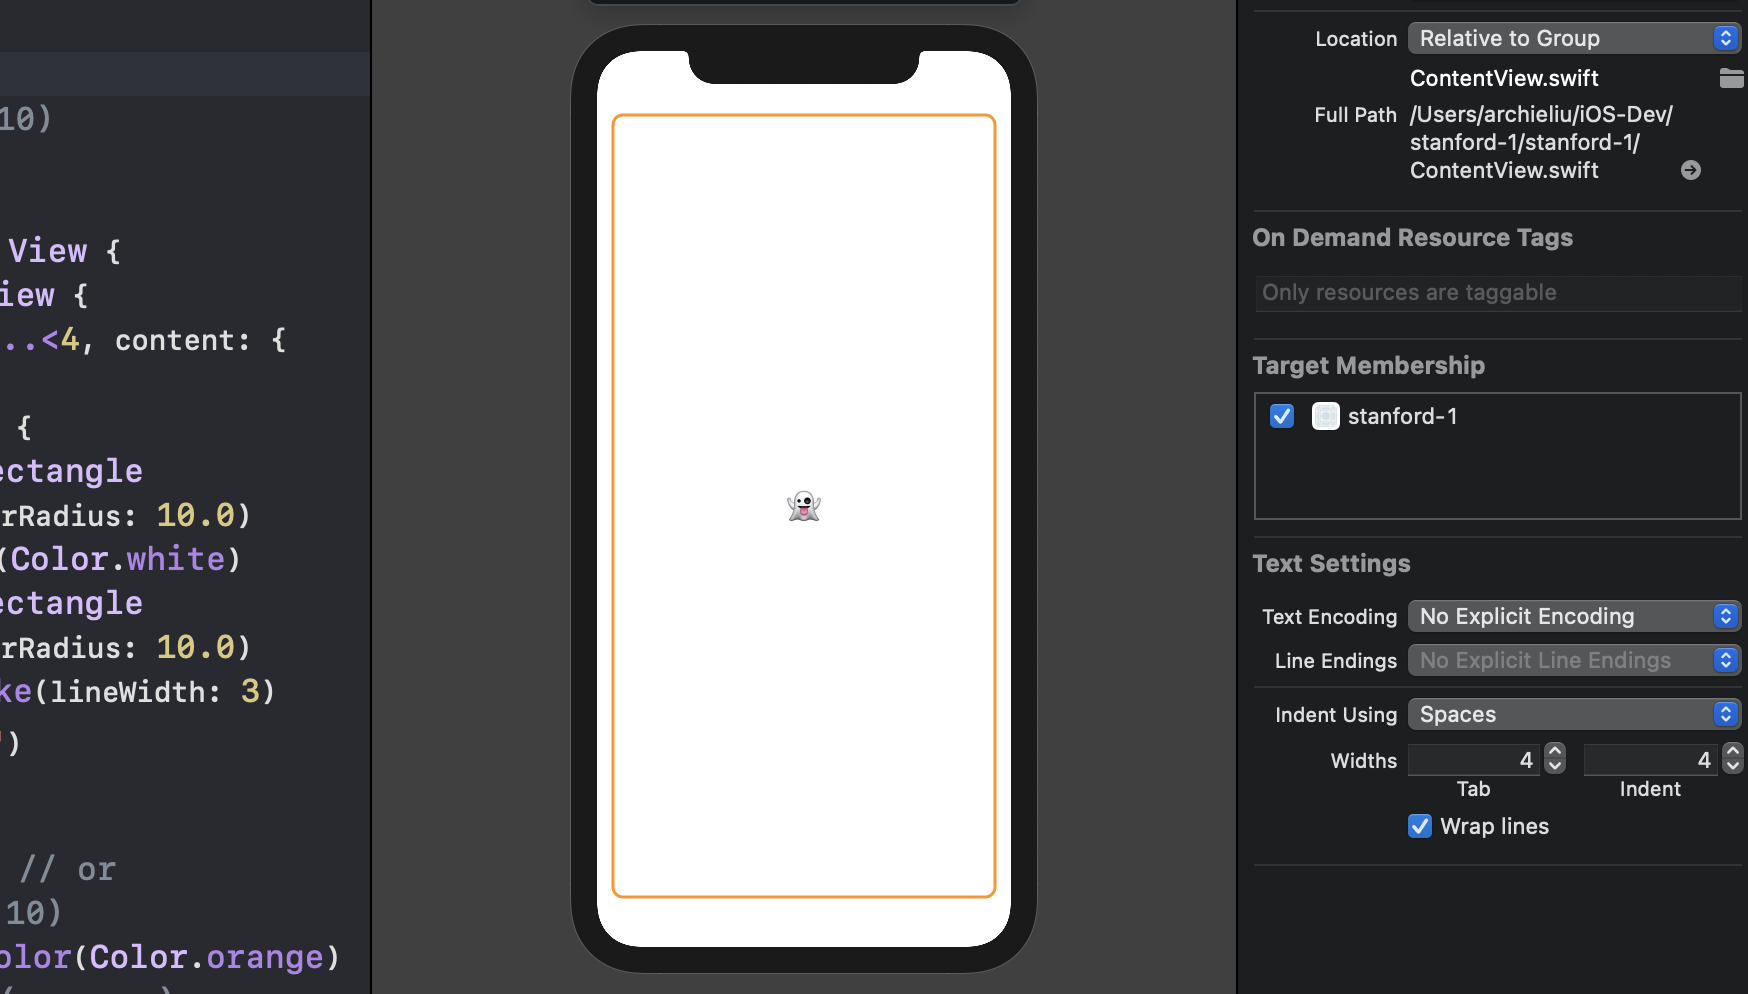 10)
View {
iew {
..<4, content: {
{
ectangle
rRadius: 10.0)
(Color.white)
ectangle
rRadius: 10.0)
ke(lineWidth: 3)
")
// or
10)
olor(Color.orange)
Location Relative to Group
ContentView.swift
Full Path /Users/archieliu/iOS-Dev/
stanford-1/stanford-1/
ContentView.swift
On Demand Resource Tags
Only resources are taggable
Target Membership
stanford-1
Text Settings
Text Encoding No Explicit Encoding
Line Endings No Explicit Line Endings
Indent Using Spaces
Widths 4 4
Tab Indent
Wrap lines